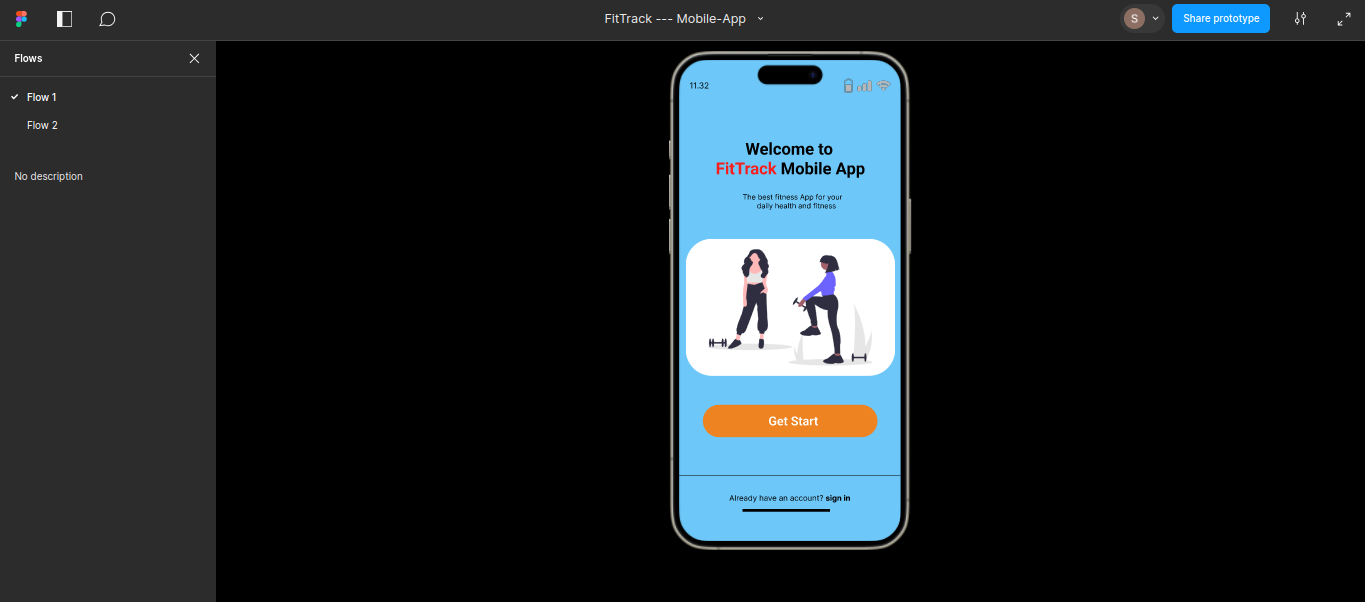 FitTrack --- Mobile-App
S
Share prototype
Flows
Flow 1
Flow 2
No description
11.32
Welcome to
FitTrack Mobile App
The best fitness App for your
daily health and fitness
Get Start
Already have an account? sign in